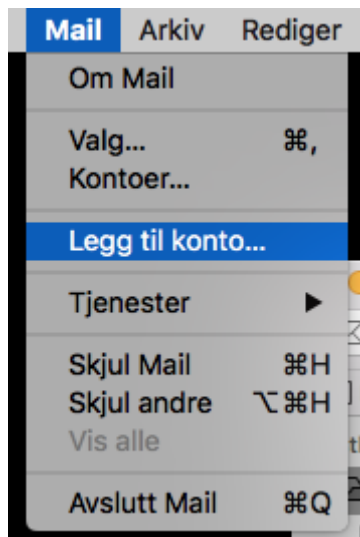 Mail Arkiv Rediger
Om Mail
Valg... ⌘,
Kontoer...
Legg til konto...
Tjenester ▶
Skjul Mail ⌘H
Skjul andre ⌥⌘H
Vis alle
Avslutt Mail ⌘Q